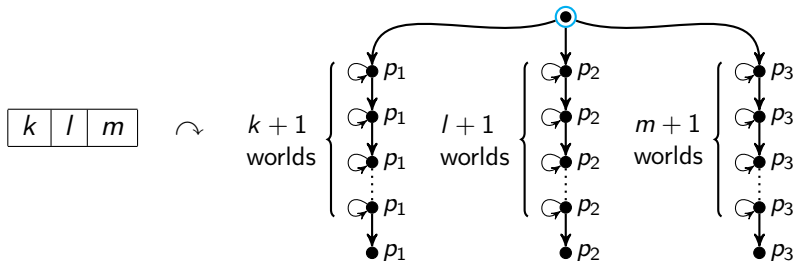 k l m
k + 1
worlds
l + 1
worlds
m + 1
worlds
p₁ p₂ p₃
p₁ p₂ p₃
p₁ p₂ p₃
p₁ p₂ p₃
p₁ p₂ p₃